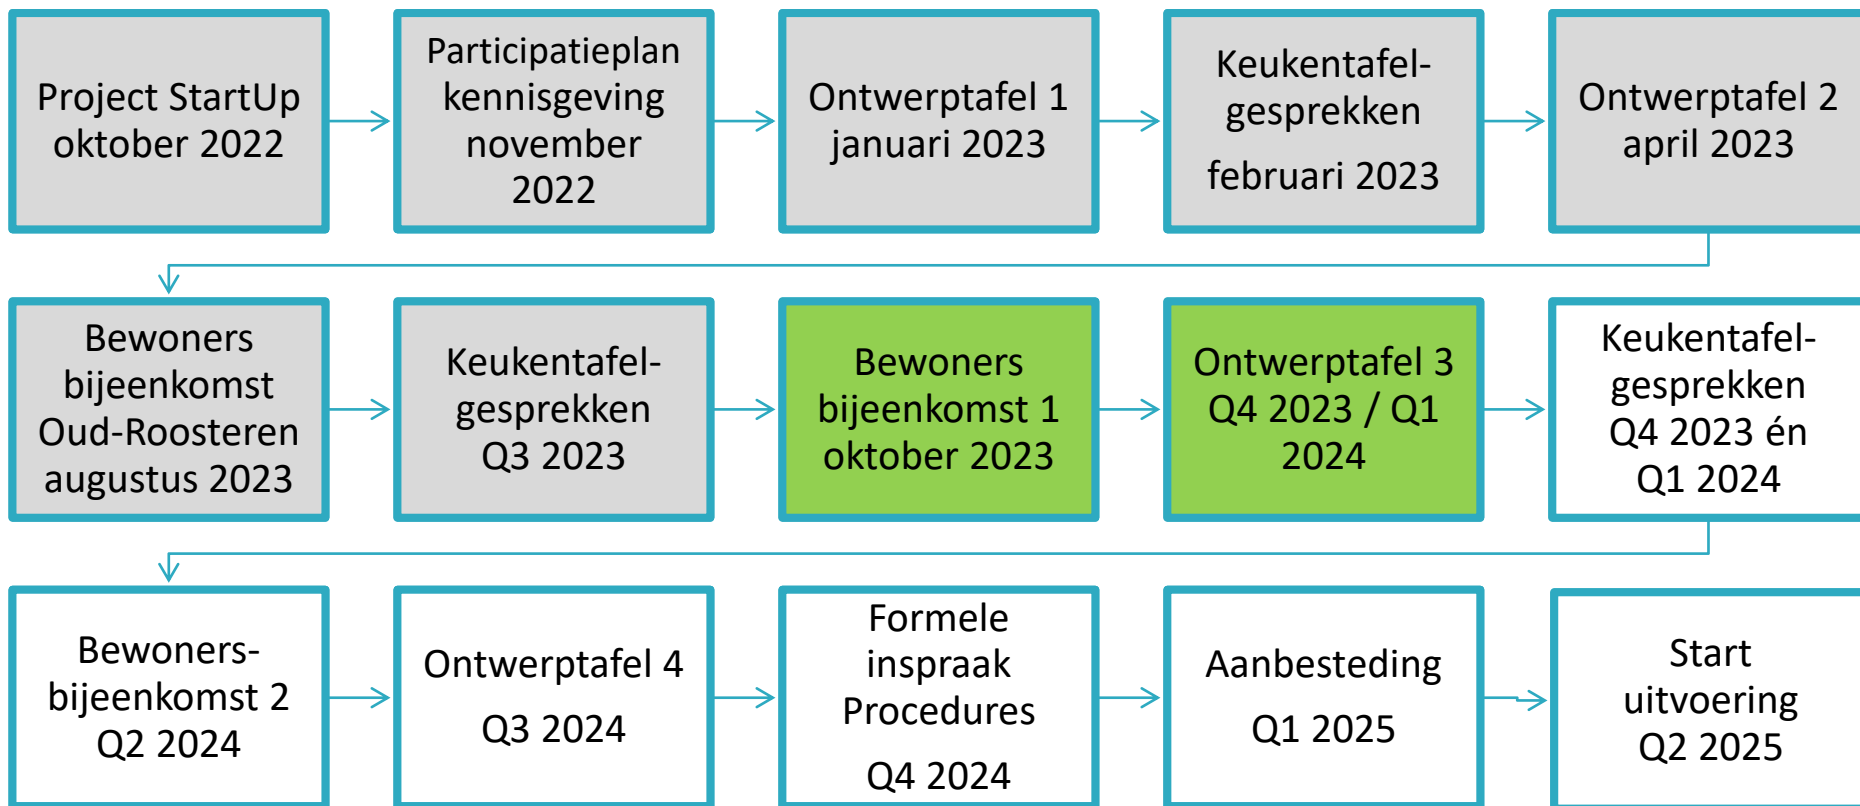 Project StartUp
oktober 2022
Participatieplan
kennisgeving
november
2022
Ontwerptafel 1
januari 2023
Keukentafel-
gesprekken
februari 2023
Ontwerptafel 2
april 2023
Bewoners
bijeenkomst
Oud-Roosteren
augustus 2023
Keukentafel-
gesprekken
Q3 2023
Bewoners
bijeenkomst 1
oktober 2023
Ontwerptafel 3
Q4 2023 / Q1
2024
Keukentafel-
gesprekken
Q4 2023 én
Q1 2024
Bewoners-
bijeenkomst 2
Q2 2024
Ontwerptafel 4
Q3 2024
Formele
inspraak
Procedures
Q4 2024
Aanbesteding
Q1 2025
Start
uitvoering
Q2 2025